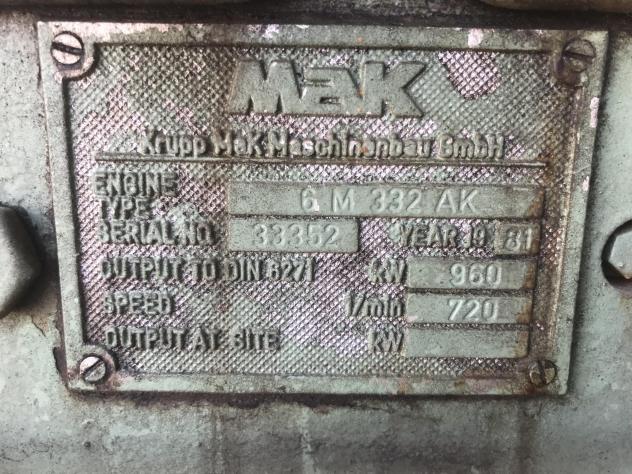 MaK
Krupp MaK Maschinenbau GmbH
ENGINE TYPE 6 M 332 AK
SERIAL NO. 33352 YEAR 19 81
OUTPUT TO DIN 6271 kW 960
SPEED 1/min 720
OUTPUT AT SITE kW